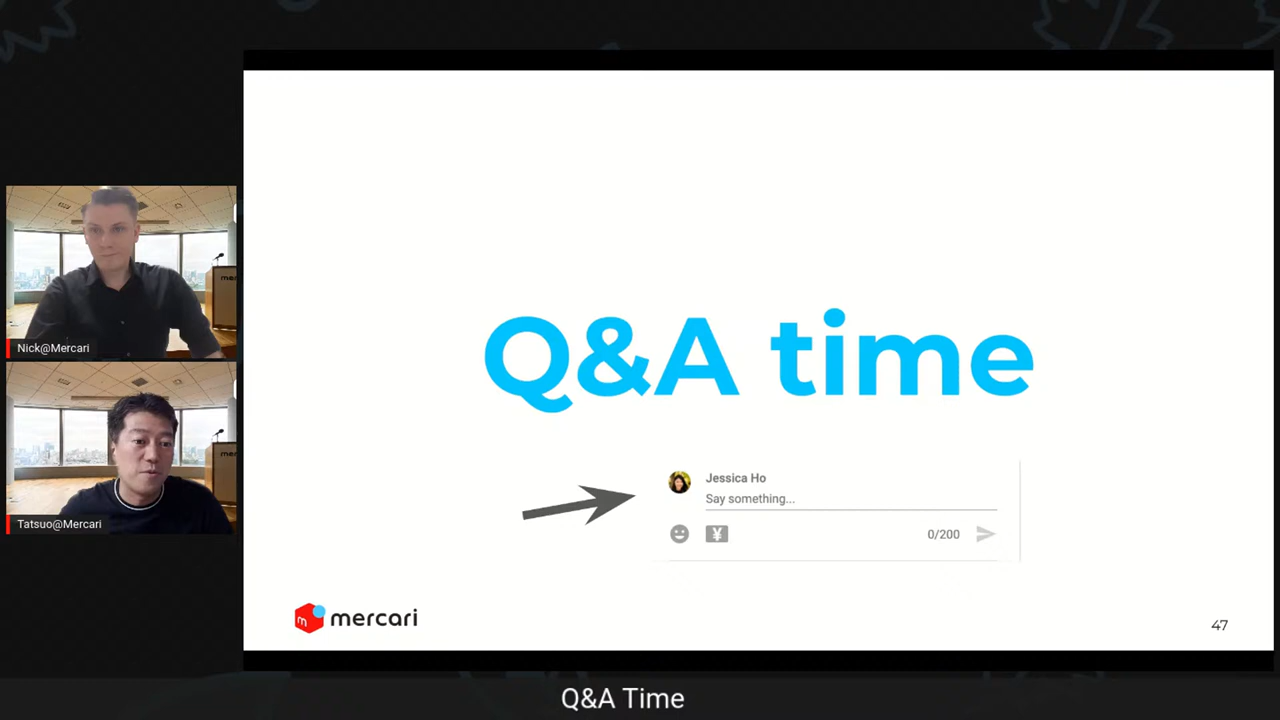 Nick@Mercari
Tatsuo@Mercari
Q&A time
Jessica Ho
Say something...
¥
0/200
m mercari
47
Q&A Time